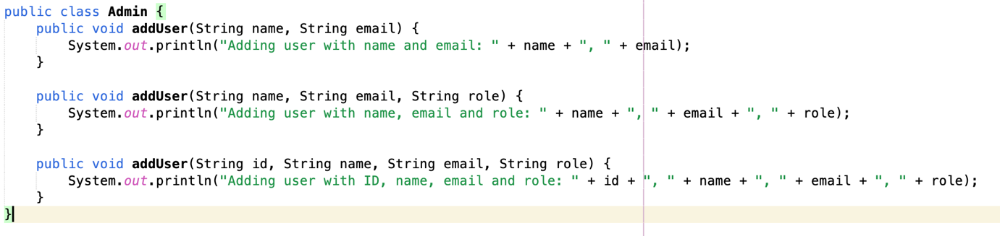 public class Admin {
    public void addUser(String name, String email) {
        System.out.println("Adding user with name and email: " + name + ", " + email);
    }

    public void addUser(String name, String email, String role) {
        System.out.println("Adding user with name, email and role: " + name + ", " + email + ", " + role);
    }

    public void addUser(String id, String name, String email, String role) {
        System.out.println("Adding user with ID, name, email and role: " + id + ", " + name + ", " + email + ", " + role);
    }
}